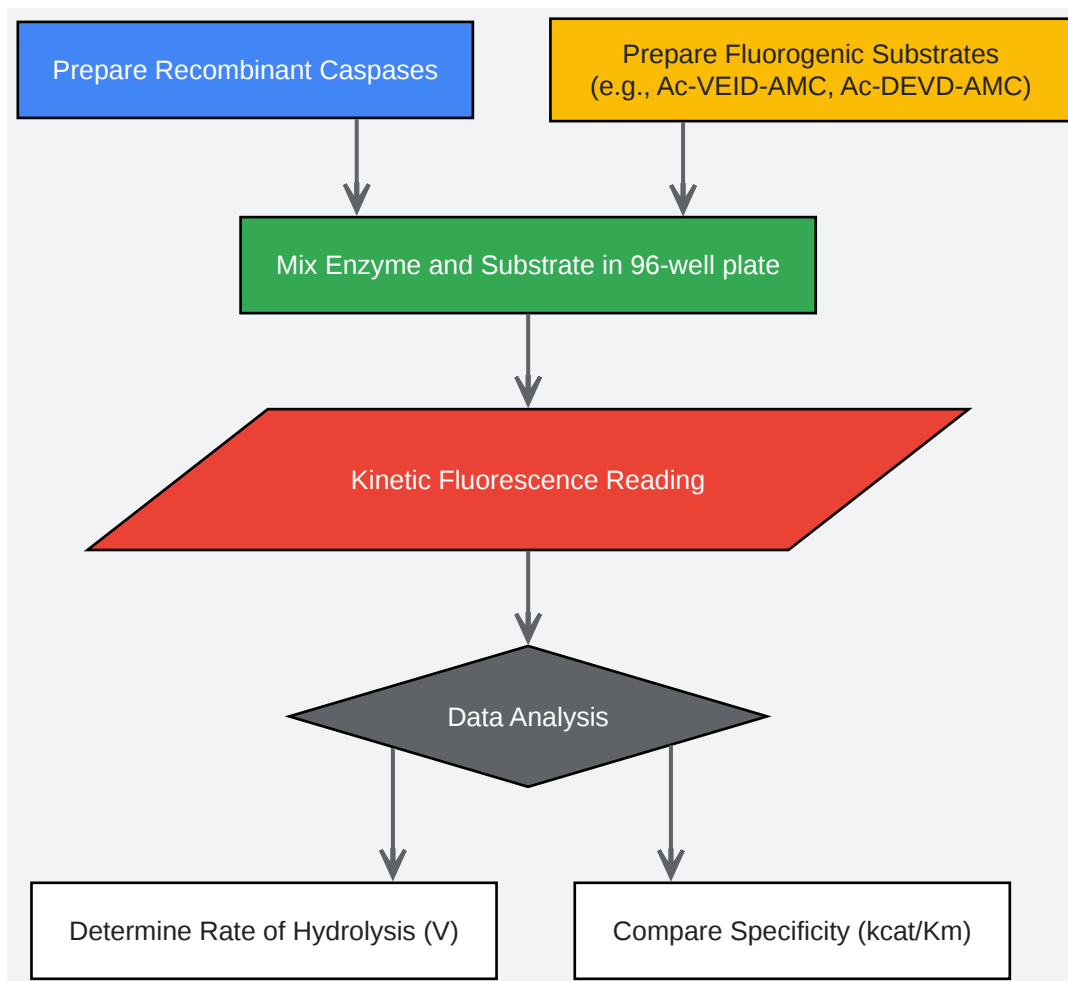 Prepare Recombinant Caspases
Prepare Fluorogenic Substrates
(e.g., Ac-VEID-AMC, Ac-DEVD-AMC)
Mix Enzyme and Substrate in 96-well plate
Kinetic Fluorescence Reading
Data Analysis
Determine Rate of Hydrolysis (V)
Compare Specificity (kcat/Km)